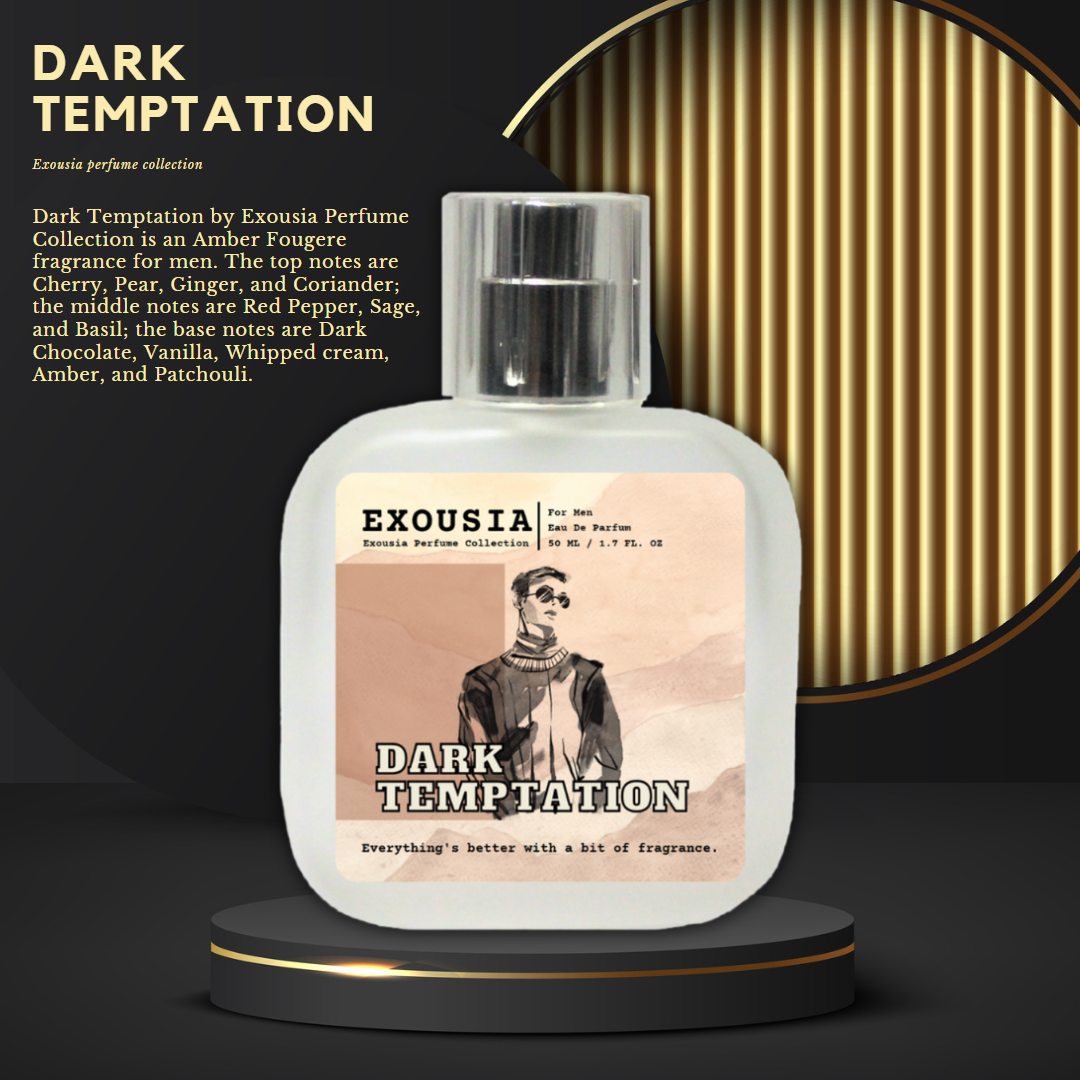 DARK
TEMPTATION
Exousia perfume collection
Dark Temptation by Exousia Perfume
Collection is an Amber Fougere
fragrance for men. The top notes are
Cherry, Pear, Ginger, and Coriander;
the middle notes are Red Pepper, Sage,
and Basil; the base notes are Dark
Chocolate, Vanilla, Whipped cream,
Amber, and Patchouli.
EXOUSIA
Exousia Perfume Collection
For Men
Eau De Parfum
50 ML / 1.7 FL. OZ
DARK
TEMPTATION
Everything's better with a bit of fragrance.